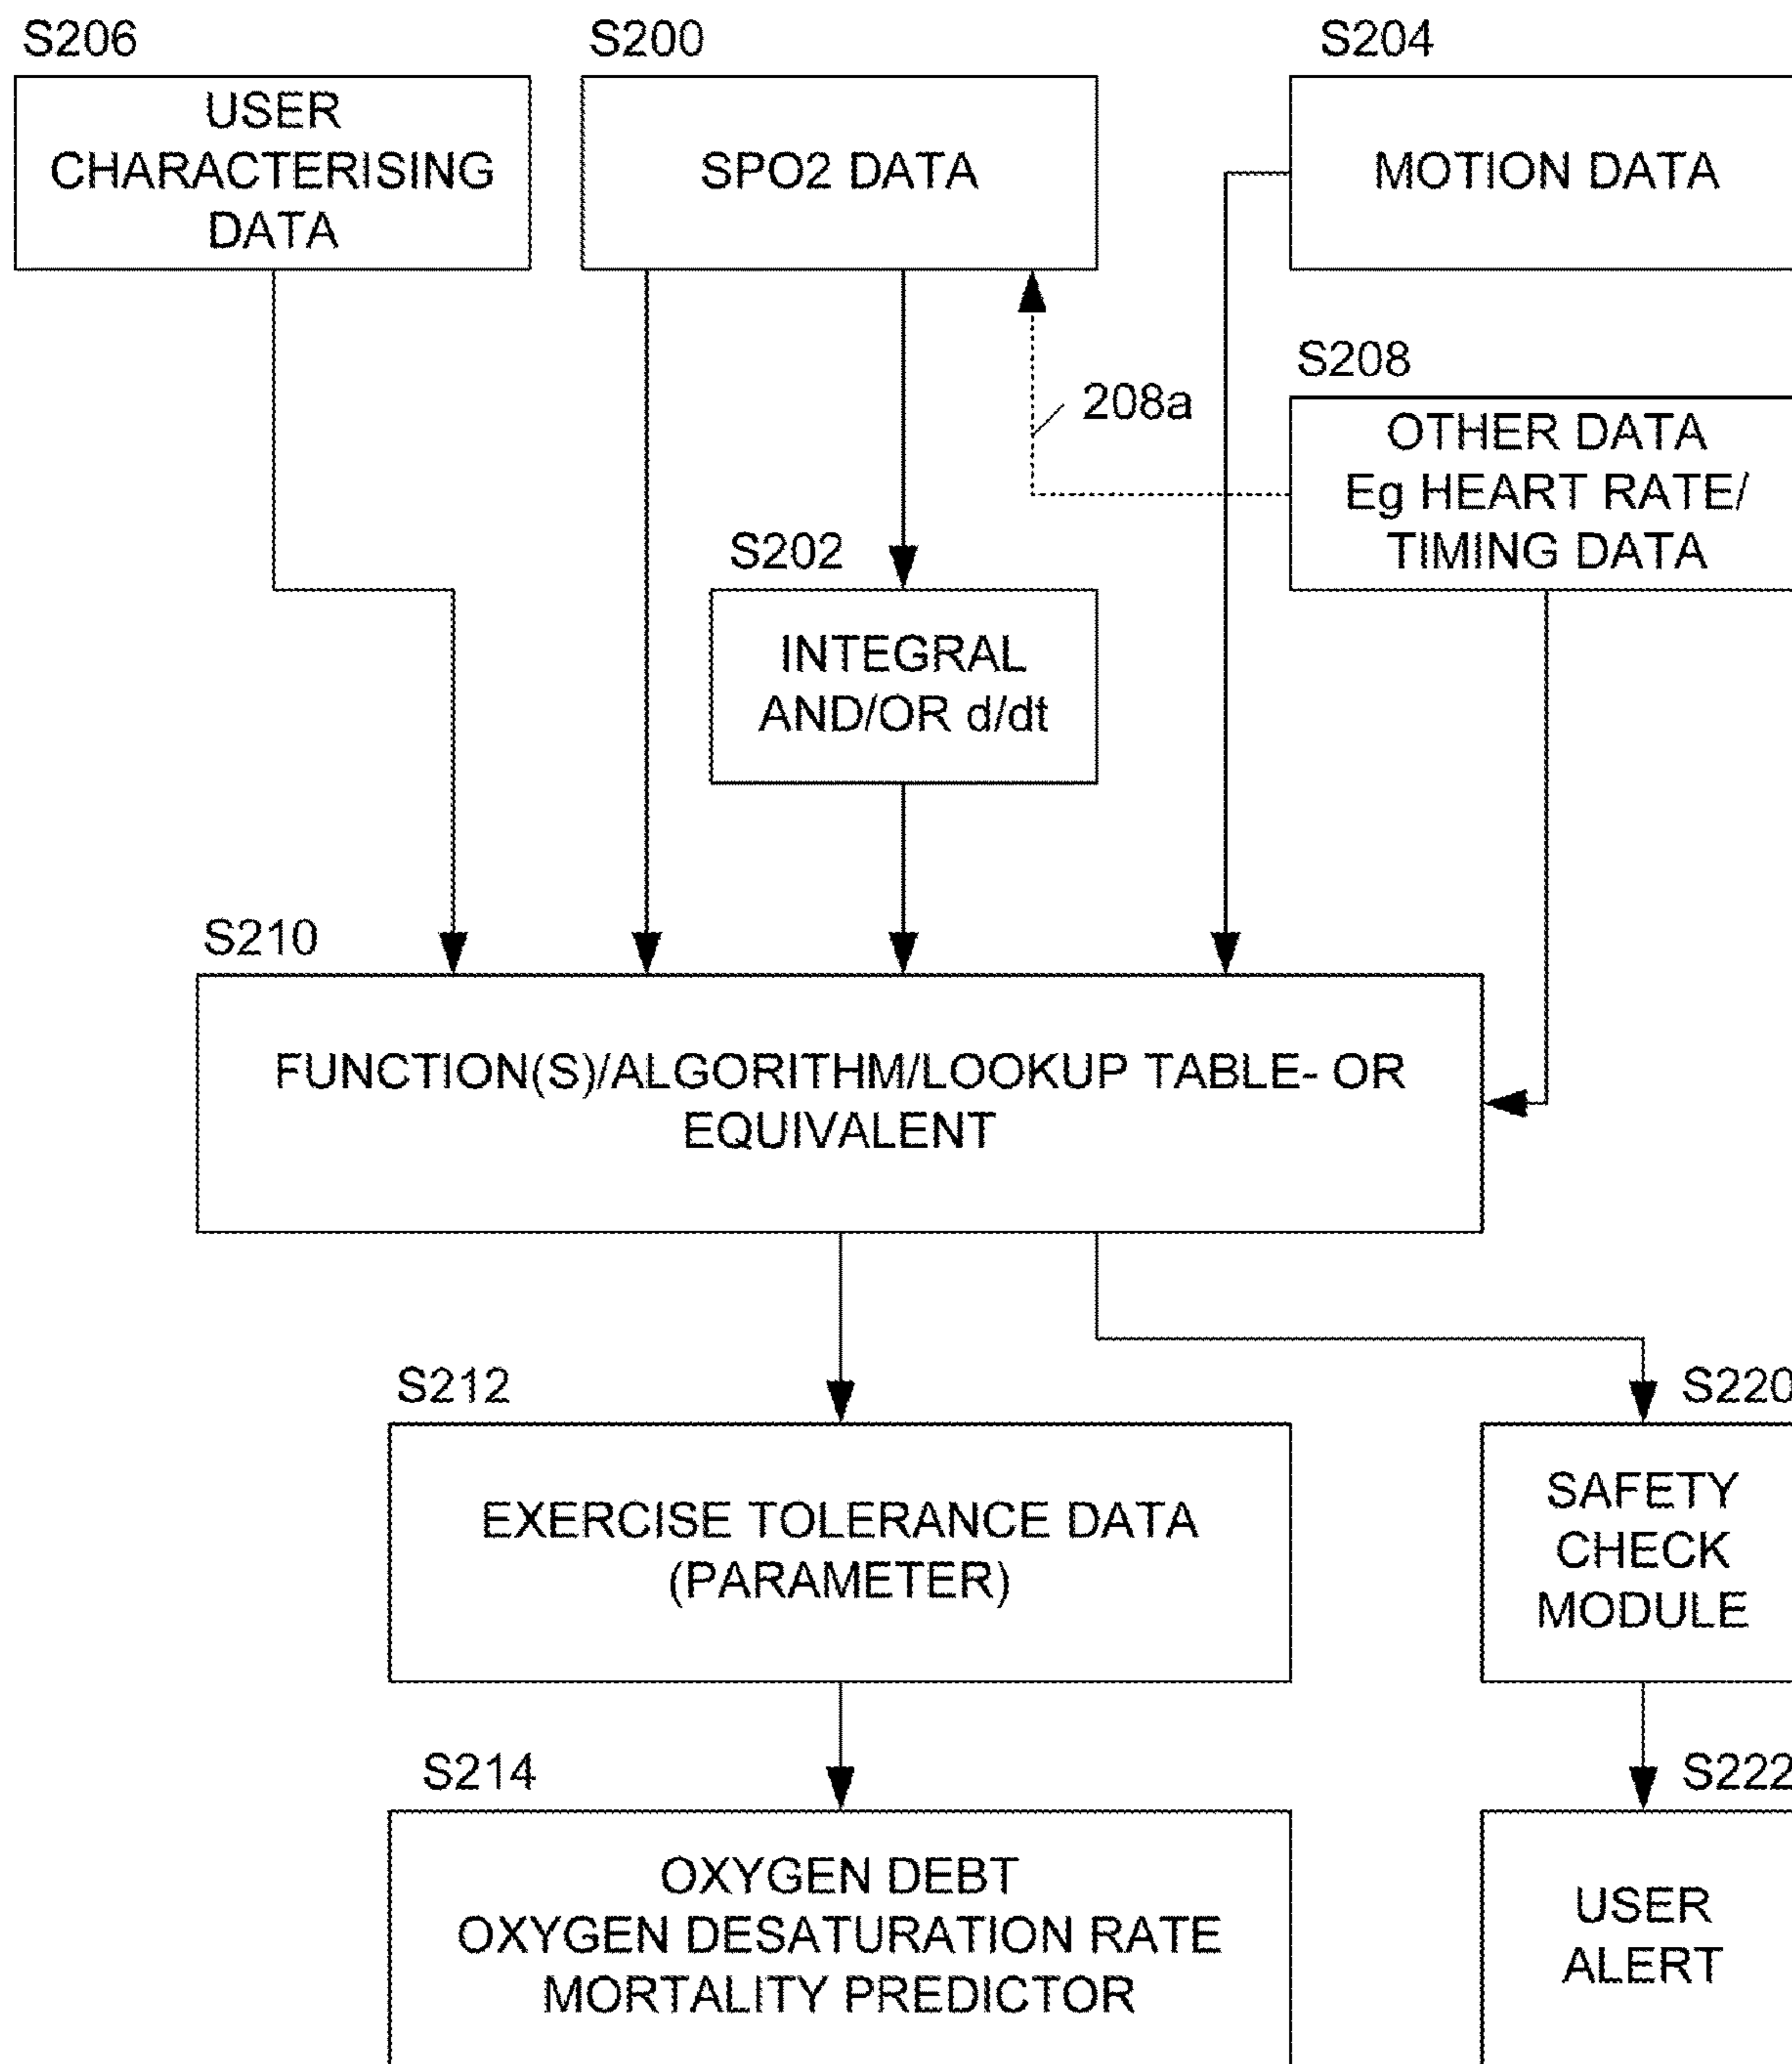 S206
USER
CHARACTERISING
DATA
S200
SPO2 DATA
S204
MOTION DATA
208a
S208
OTHER DATA
Eg HEART RATE/
TIMING DATA
S202
INTEGRAL
AND/OR d/dt
S210
FUNCTION(S)/ALGORITHM/LOOKUP TABLE- OR
EQUIVALENT
S212
EXERCISE TOLERANCE DATA
(PARAMETER)
S220
SAFETY
CHECK
MODULE
S214
OXYGEN DEBT
OXYGEN DESATURATION RATE
MORTALITY PREDICTOR
S222
USER
ALERT